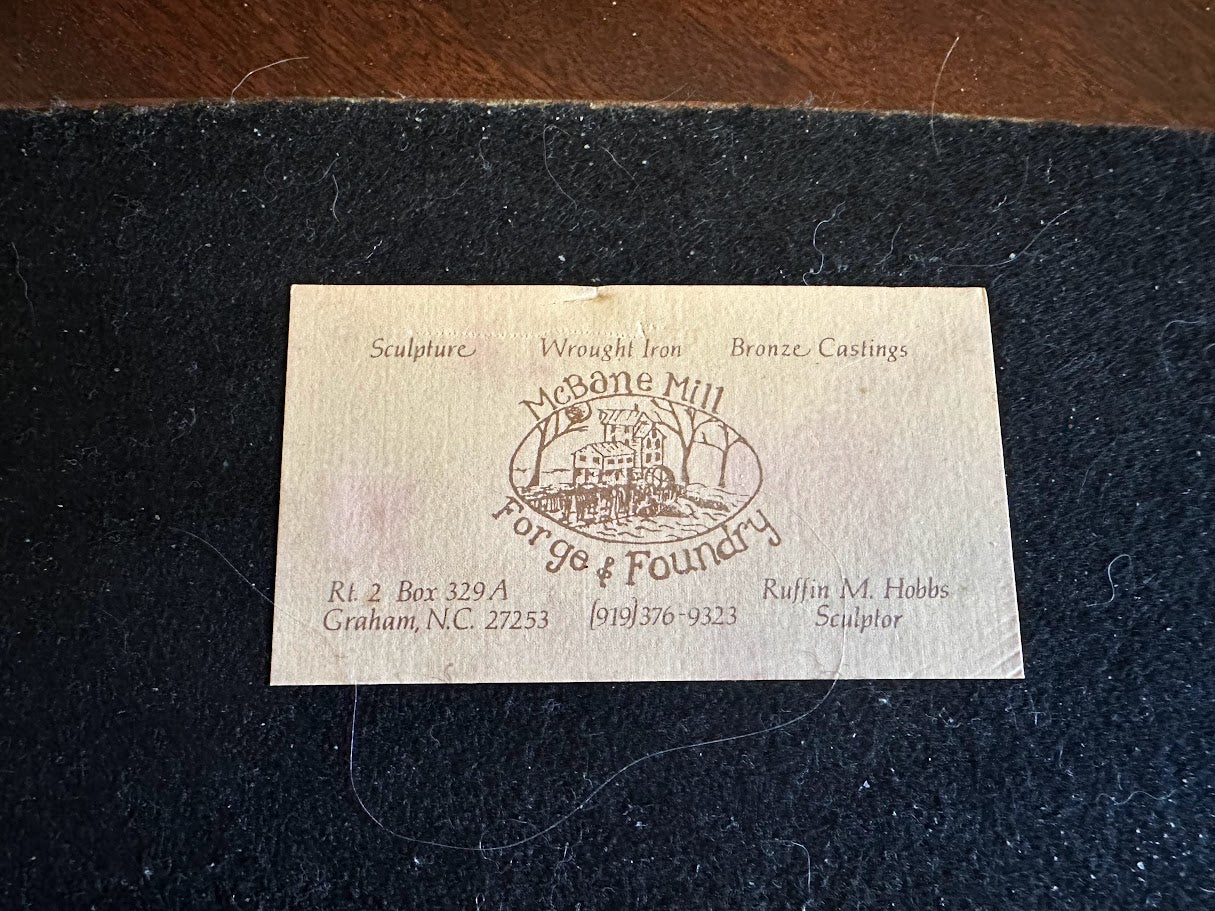 Sculpture Wrought Iron Bronze Castings
McBane Mill
Forge & Foundry
Rt. 2 Box 329A
Graham, N.C. 27253
(919)376-9323
Ruffin M. Hobbs
Sculptor